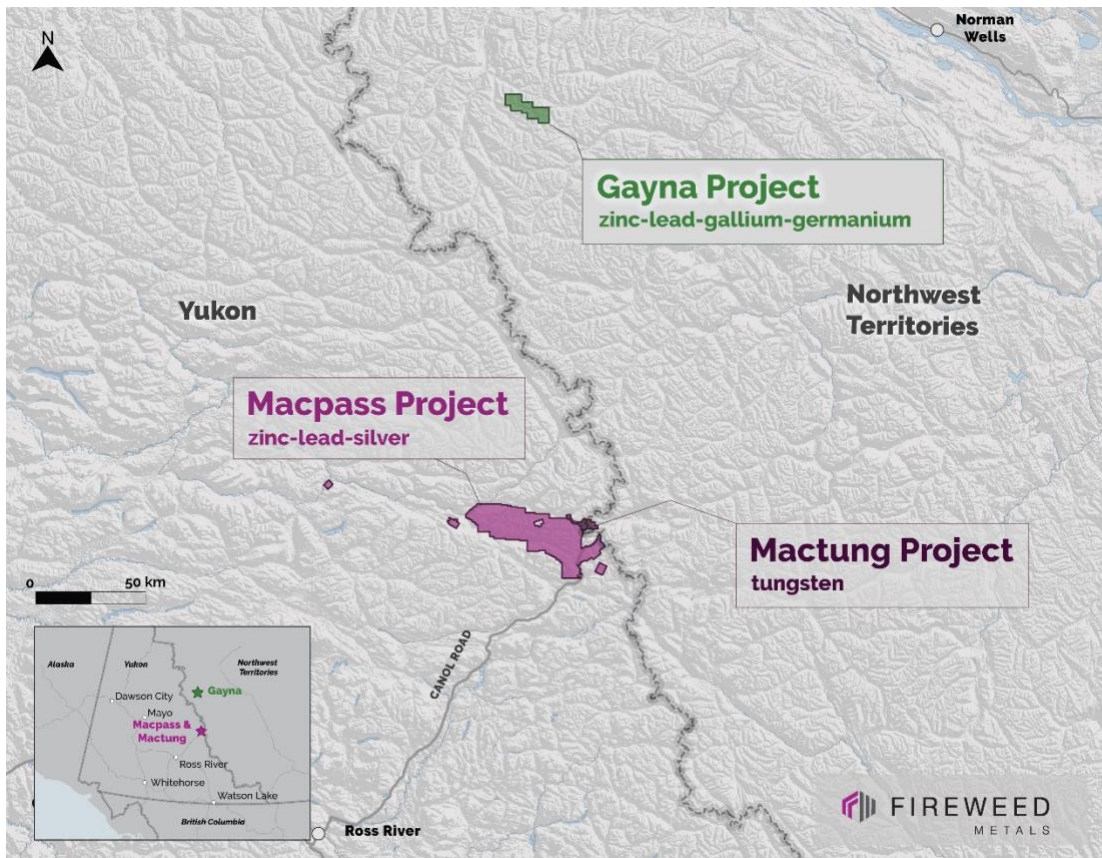 N
Norman
Wells
Gayna Project
zinc-lead-gallium-germanium
Yukon
Northwest
Territories
Macpass Project
zinc-lead-silver
Mactung Project
tungsten
0 50 km
CANOL ROAD
Alaska
Yukon
Northwest
Territories
Gayna
Dawson City
Mayo
Macpass &
Mactung
Ross River
Whitehorse
Watson Lake
British Columbia
Ross River
FIREWEED
METALS